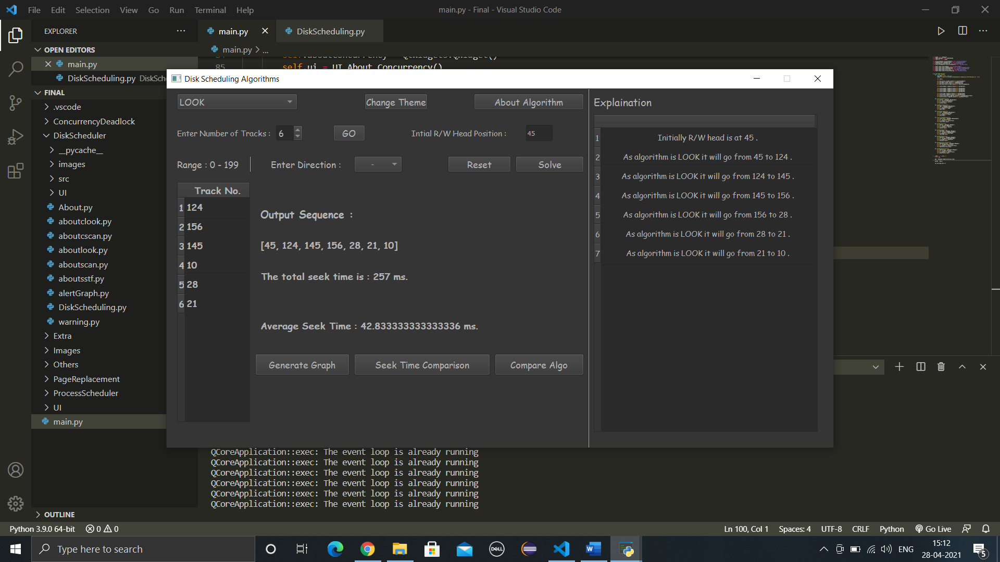 File Edit Selection View Go Run Terminal Help
main.py - Final - Visual Studio Code
EXPLORER
main.py
DiskScheduling.py
OPEN EDITORS
main.py > ...
main.py
85
self.ui = UI_About_Concurrency()
DiskScheduling.py DiskSch
Disk Scheduling Algorithms
FINAL
.vscode
ConcurrencyDeadlock
DiskScheduler
__pycache__
images
src
UI
About.py
aboutclook.py
aboutcscan.py
aboutlook.py
aboutscan.py
aboutsstf.py
alertGraph.py
DiskScheduling.py
warning.py
Extra
Images
Others
PageReplacement
ProcessScheduler
UI
main.py
OUTLINE
LOOK
Change Theme
About Algorithm
Enter Number of Tracks :
6
GO
Intial R/W Head Position :
45
Range : 0 - 199
Enter Direction :
-
Reset
Solve
Track No.
1 124
2 156
3 145
4 10
5 28
6 21
Output Sequence :
[45, 124, 145, 156, 28, 21, 10]
The total seek time is : 257 ms.
Average Seek Time : 42.833333333333336 ms.
Generate Graph
Seek Time Comparison
Compare Algo
Explaination
1 Initially R/W head is at 45 .
2 As algorithm is LOOK it will go from 45 to 124 .
3 As algorithm is LOOK it will go from 124 to 145 .
4 As algorithm is LOOK it will go from 145 to 156 .
5 As algorithm is LOOK it will go from 156 to 28 .
6 As algorithm is LOOK it will go from 28 to 21 .
7 As algorithm is LOOK it will go from 21 to 10 .
QCoreApplication::exec: The event loop is already running
QCoreApplication::exec: The event loop is already running
QCoreApplication::exec: The event loop is already running
QCoreApplication::exec: The event loop is already running
QCoreApplication::exec: The event loop is already running
QCoreApplication::exec: The event loop is already running
Python 3.9.0 64-bit
0
0
Ln 100, Col 1
Spaces: 4
UTF-8
CRLF
Python
Go Live
Type here to search
DELL
W
ENG
15:12
28-04-2021
5